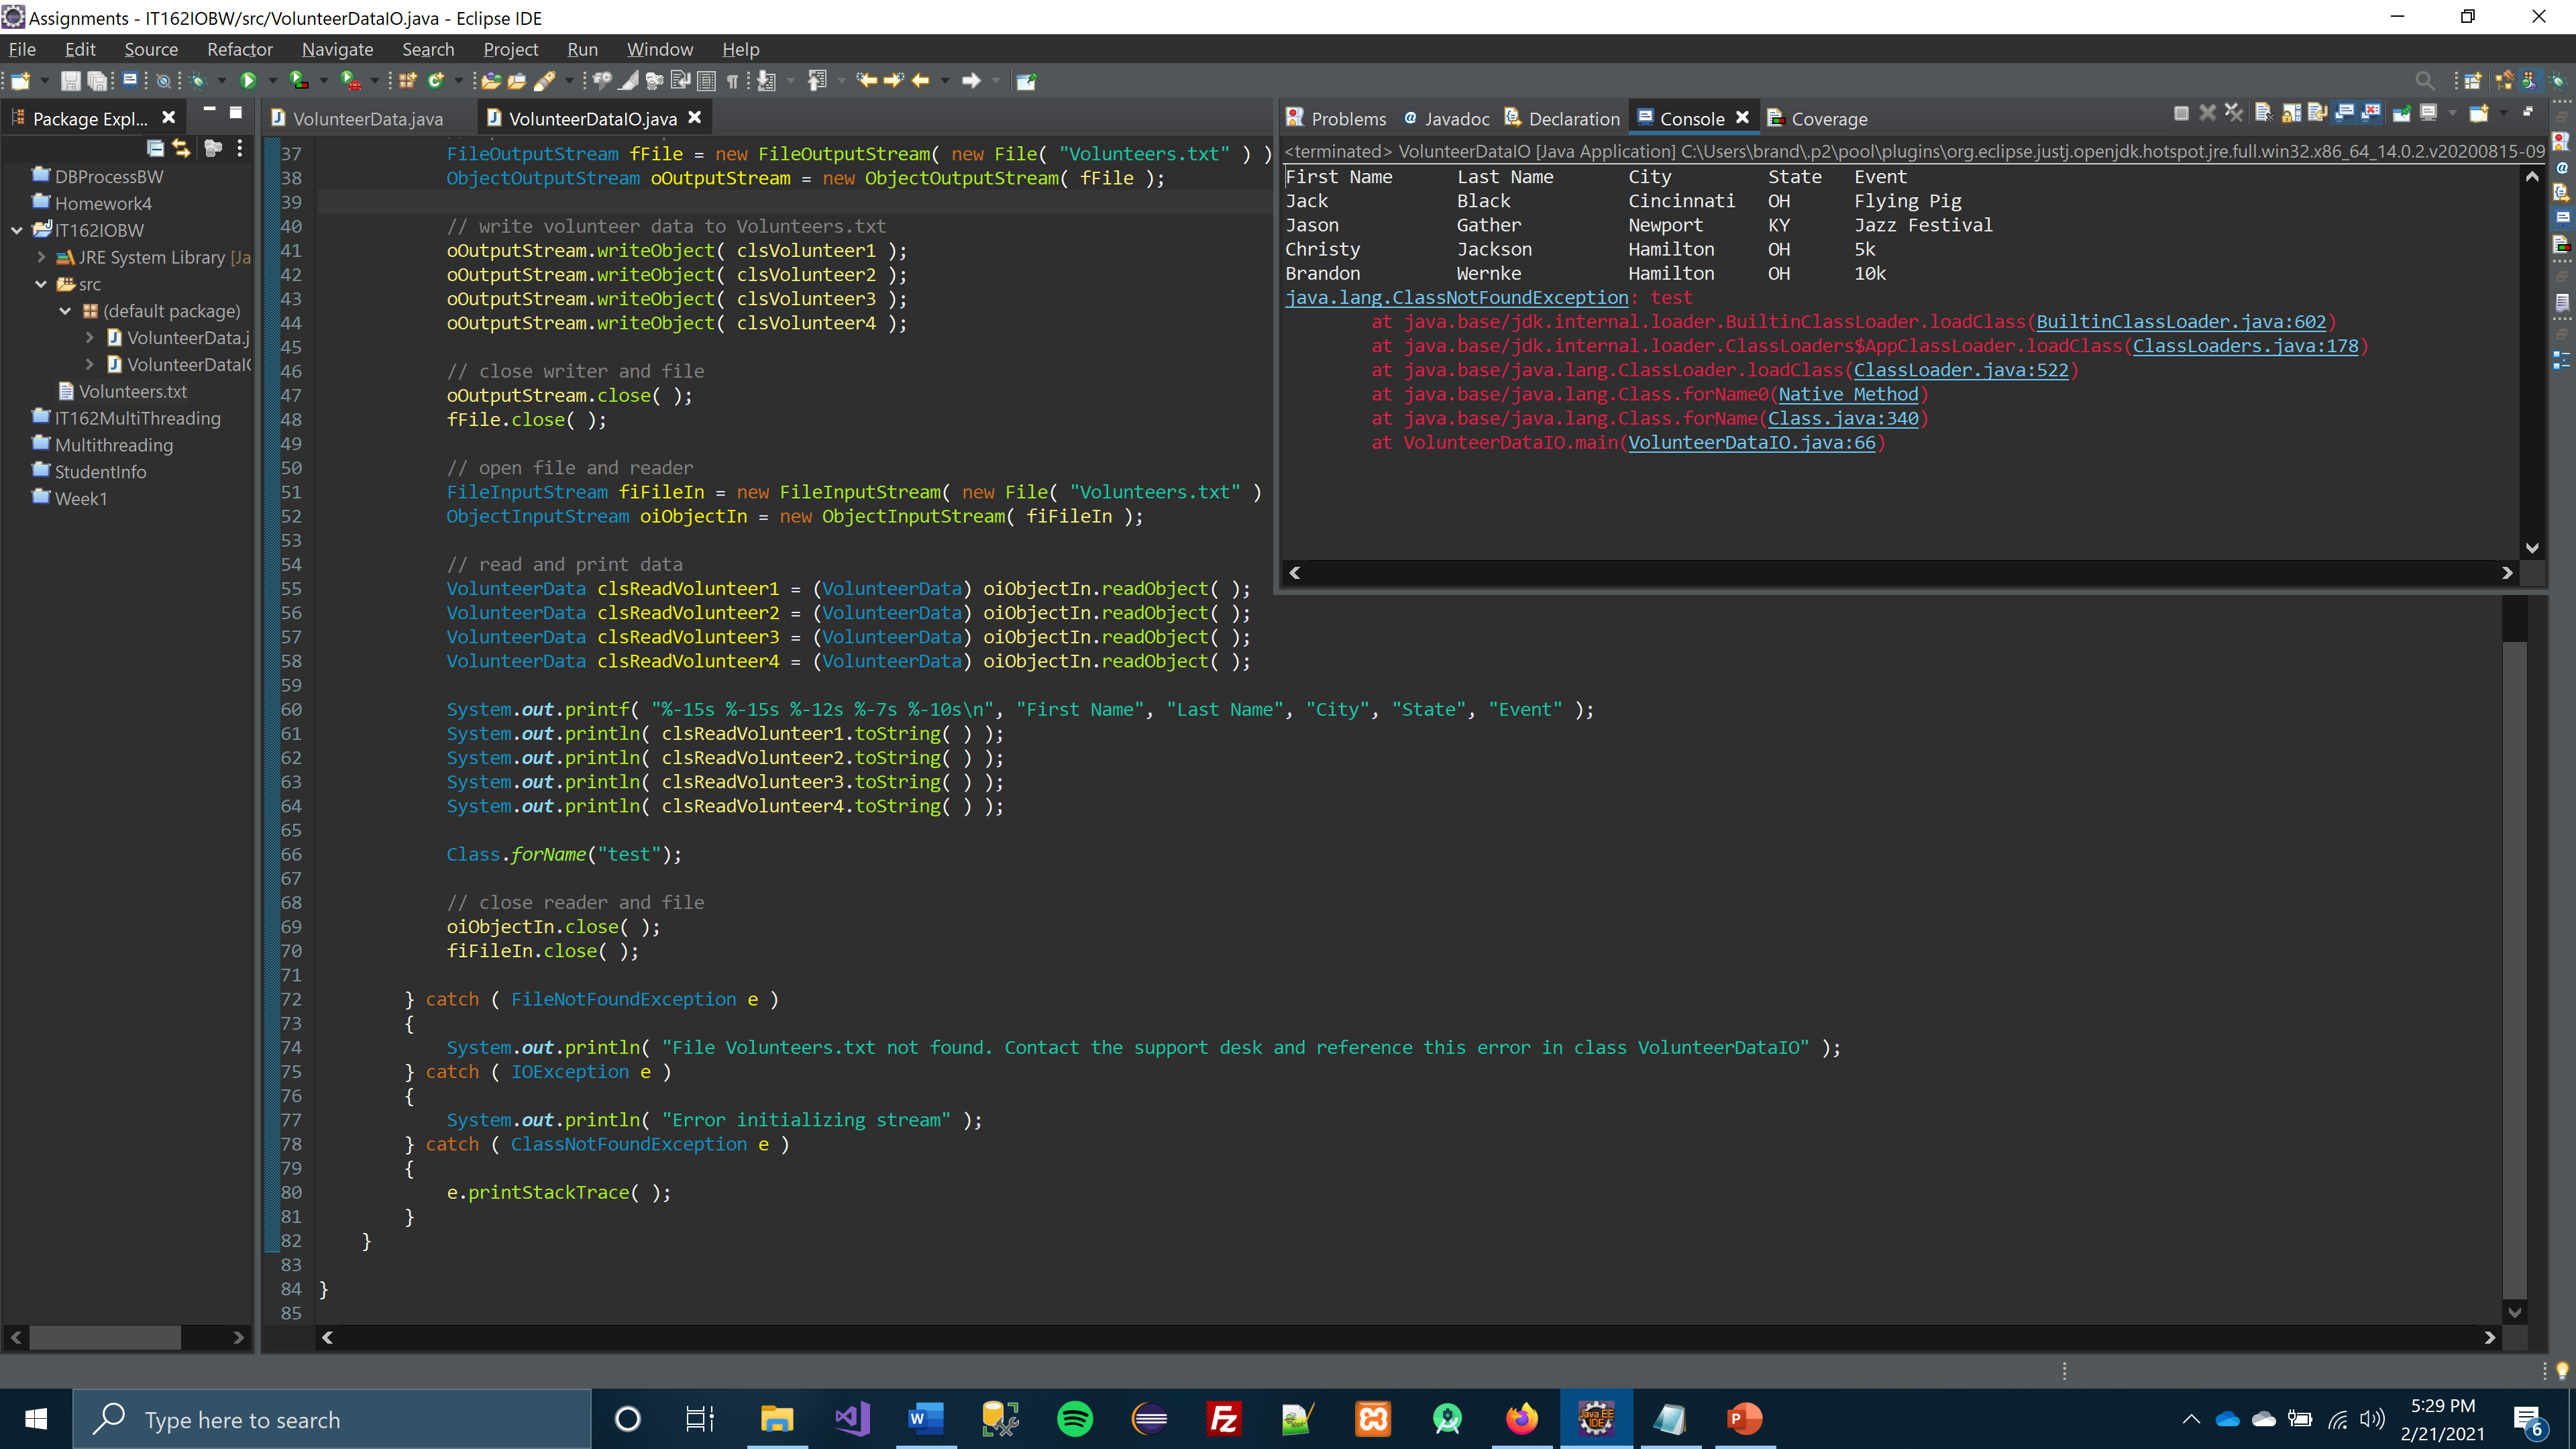 Assignments - IT162IOBW/src/VolunteerDataIO.java - Eclipse IDE
File Edit Source Refactor Navigate Search Project Run Window Help
Package Expl...
DBProcessBW
Homework4
IT162IOBW
JRE System Library [Ja
src
(default package)
VolunteerData.j
VolunteerDataIO
Volunteers.txt
IT162MultiThreading
Multithreading
StudentInfo
Week1
VolunteerData.java VolunteerDataIO.java
37 FileOutputStream fFile = new FileOutputStream( new File( "Volunteers.txt" ) )
38 ObjectOutputStream oOutputStream = new ObjectOutputStream( fFile );
39
40 // write volunteer data to Volunteers.txt
41 oOutputStream.writeObject( clsVolunteer1 );
42 oOutputStream.writeObject( clsVolunteer2 );
43 oOutputStream.writeObject( clsVolunteer3 );
44 oOutputStream.writeObject( clsVolunteer4 );
45
46 // close writer and file
47 oOutputStream.close( );
48 fFile.close( );
49
50 // open file and reader
51 FileInputStream fiFileIn = new FileInputStream( new File( "Volunteers.txt" )
52 ObjectInputStream oiObjectIn = new ObjectInputStream( fiFileIn );
53
54 // read and print data
55 VolunteerData clsReadVolunteer1 = (VolunteerData) oiObjectIn.readObject( );
56 VolunteerData clsReadVolunteer2 = (VolunteerData) oiObjectIn.readObject( );
57 VolunteerData clsReadVolunteer3 = (VolunteerData) oiObjectIn.readObject( );
58 VolunteerData clsReadVolunteer4 = (VolunteerData) oiObjectIn.readObject( );
59
60 System.out.printf( "%-15s %-15s %-12s %-7s %-10s\n", "First Name", "Last Name", "City", "State", "Event" );
61 System.out.println( clsReadVolunteer1.toString( ) );
62 System.out.println( clsReadVolunteer2.toString( ) );
63 System.out.println( clsReadVolunteer3.toString( ) );
64 System.out.println( clsReadVolunteer4.toString( ) );
65
66 Class.forName("test");
67
68 // close reader and file
69 oiObjectIn.close( );
70 fiFileIn.close( );
71
72 } catch ( FileNotFoundException e )
73 {
74 System.out.println( "File Volunteers.txt not found. Contact the support desk and reference this error in class VolunteerDataIO" );
75 } catch ( IOException e )
76 {
77 System.out.println( "Error initializing stream" );
78 } catch ( ClassNotFoundException e )
79 {
80 e.printStackTrace( );
81 }
82 }
83
84 }
85
Problems Javadoc Declaration Console Coverage
<terminated> VolunteerDataIO [Java Application] C:\Users\brand\.p2\pool\plugins\org.eclipse.justj.openjdk.hotspot.jre.full.win32.x86_64_14.0.2.v20200815-09
First Name Last Name City State Event
Jack Black Cincinnati OH Flying Pig
Jason Gather Newport KY Jazz Festival
Christy Jackson Hamilton OH 5k
Brandon Wernke Hamilton OH 10k
java.lang.ClassNotFoundException: test
at java.base/jdk.internal.loader.BuiltinClassLoader.loadClass(BuiltinClassLoader.java:602)
at java.base/jdk.internal.loader.ClassLoaders$AppClassLoader.loadClass(ClassLoaders.java:178)
at java.base/java.lang.ClassLoader.loadClass(ClassLoader.java:522)
at java.base/java.lang.Class.forName0(Native Method)
at java.base/java.lang.Class.forName(Class.java:340)
at VolunteerDataIO.main(VolunteerDataIO.java:66)
Type here to search
5:29 PM
2/21/2021
6